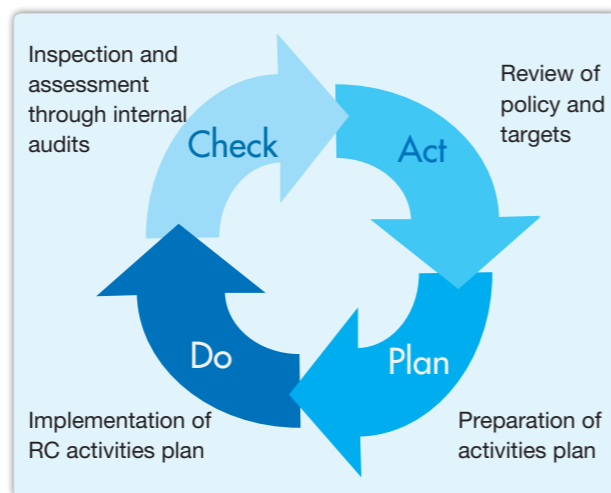 Inspection and
assessment
through internal
audits
Check
Act
Review of
policy and
targets
Do
Plan
Implementation of
RC activities plan
Preparation of
activities plan